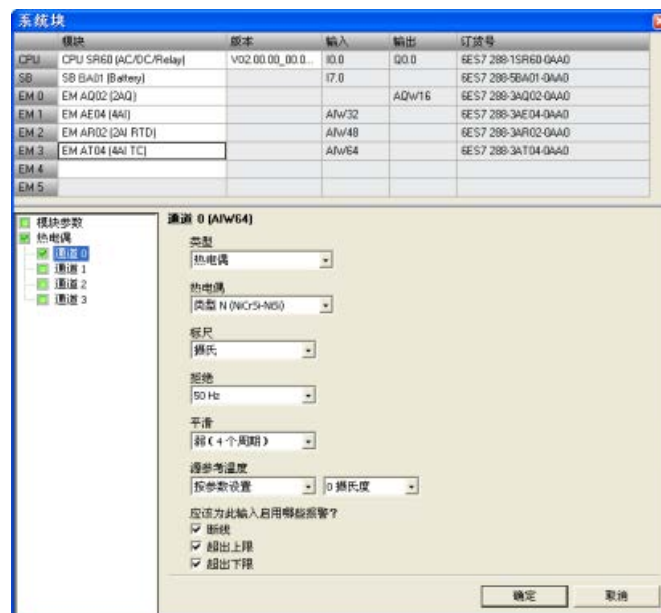 系统块
模块 版本 输入 输出 订货号
CPU CPU SR60 (AC/DC/Relay) V02.00.00_00.0... I0.0 Q0.0 6ES7 288-1SR60-0AA0
SB SB BA01 (Battery) I7.0 6ES7 288-5BA01-0AA0
EM 0 EM AQ02 (2AQ) AQW16 6ES7 288-3AQ02-0AA0
EM 1 EM AE04 (4AI) AIW32 6ES7 288-3AE04-0AA0
EM 2 EM AR02 (2AI RTD) AIW48 6ES7 288-3AR02-0AA0
EM 3 EM AT04 (4AI TC) AIW64 6ES7 288-3AT04-0AA0
EM 4
EM 5
模块参数
热电偶
通道 0
通道 1
通道 2
通道 3
通道 0 (AIW64)
类型
热电偶
热电偶
类型 N (NiCrSi-NiSi)
标尺
摄氏
拒绝
50 Hz
平滑
弱(4 个周期)
源参考温度
按参数设置 0 摄氏度
应该为此输入启用哪些报警?
断线
超出上限
超出下限
确定 取消